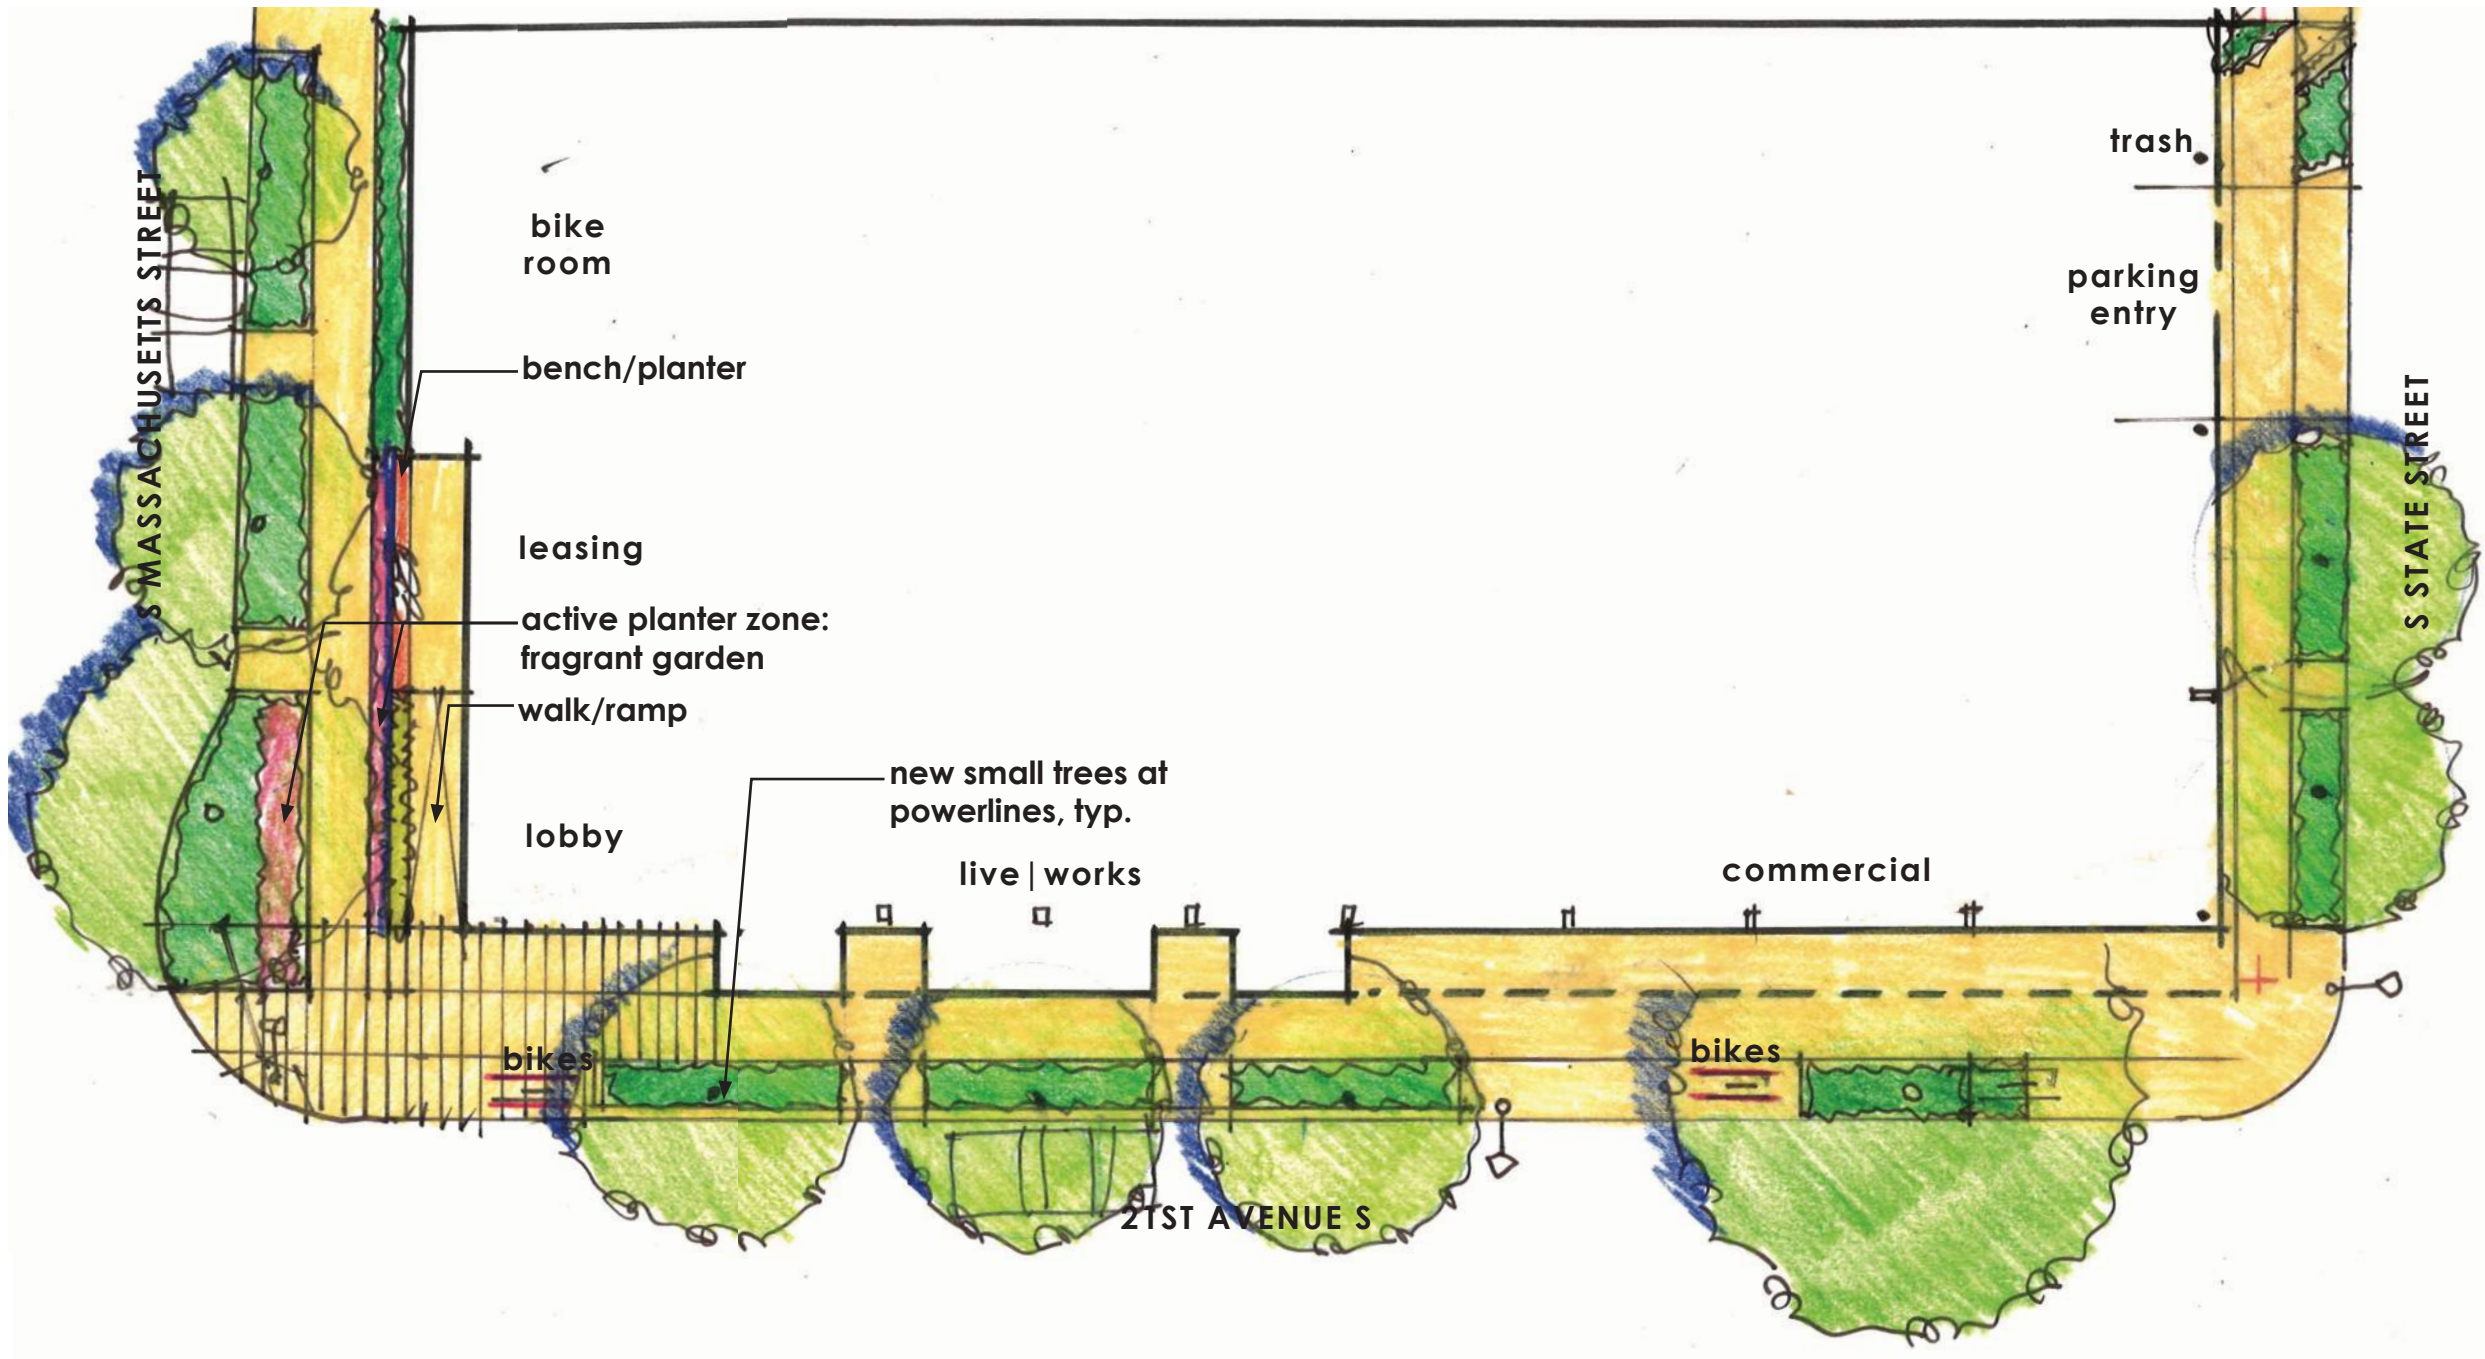 trash
S MASSACHUSETTS STREET
bike
room
parking
entry
bench/planter
S STATE STREET
leasing
active planter zone:
fragrant garden
walk/ramp
new small trees at
powerlines, typ.
lobby
live|works
commercial
bikes
bikes
21ST AVENUE S